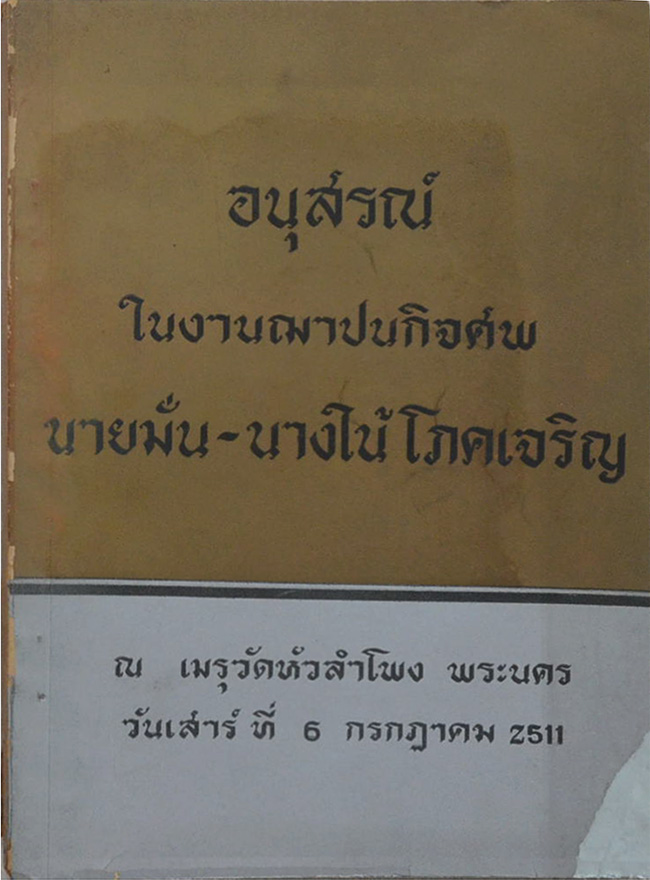 อนุสรณ์
ในงานฌาปนกิจศพ
นายมั่น - นางไน้ โภคเจริญ
ณ เมรุวัดหัวลำโพง พระนคร
วันเสาร์ ที่ 6 กรกฎาคม 2511